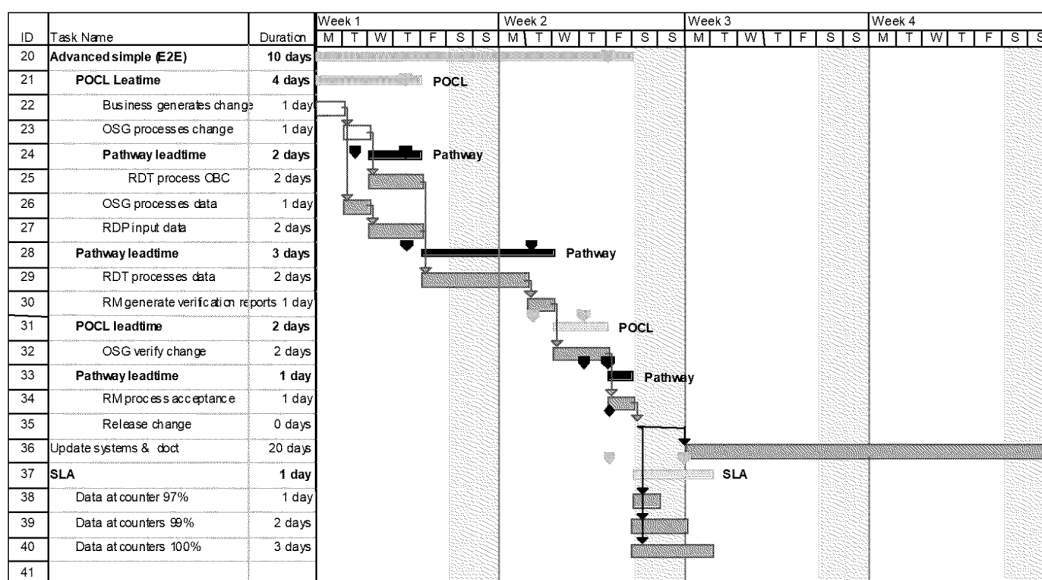 Week 1 Week 2 Week 3 Week 4
ID Task Name Duration M T W T F S S M T W T F S S M T W T F S S M T W T F S S
20 Advanced simple (E2E) 10 days
21 POCL Leatime 4 days POCL
22 Business generates change 1 day
23 OSG processes change 1 day
24 Pathway leadtime 2 days Pathway
25 RDT process OBC 2 days
26 OSG processes data 1 day
27 RDP input data 2 days
28 Pathway leadtime 3 days Pathway
29 RDT processes data 2 days
30 RM generate verification reports 1 day
31 POCL leadtime 2 days POCL
32 OSG verify change 2 days
33 Pathway leadtime 1 day Pathway
34 RM process acceptance 1 day
35 Release change 0 days
36 Update systems & doct 20 days
37 SLA 1 day SLA
38 Data at counter 97% 1 day
39 Data at counters 99% 2 days
40 Data at counters 100% 3 days
41